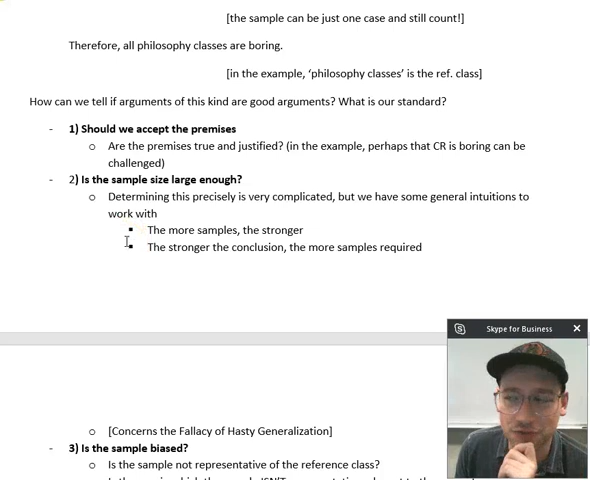 [the sample can be just one case and still count!]
Therefore, all philosophy classes are boring.
[in the example, ‘philosophy classes’ is the ref. class]
How can we tell if arguments of this kind are good arguments? What is our standard?
- 1) Should we accept the premises
o Are the premises true and justified? (in the example, perhaps that CR is boring can be
challenged)
- 2) Is the sample size large enough?
o Determining this precisely is very complicated, but we have some general intuitions to
work with
▪ The more samples, the stronger
▪ The stronger the conclusion, the more samples required
Skype for Business
o [Concerns the Fallacy of Hasty Generalization]
- 3) Is the sample biased?
o Is the sample not representative of the reference class?